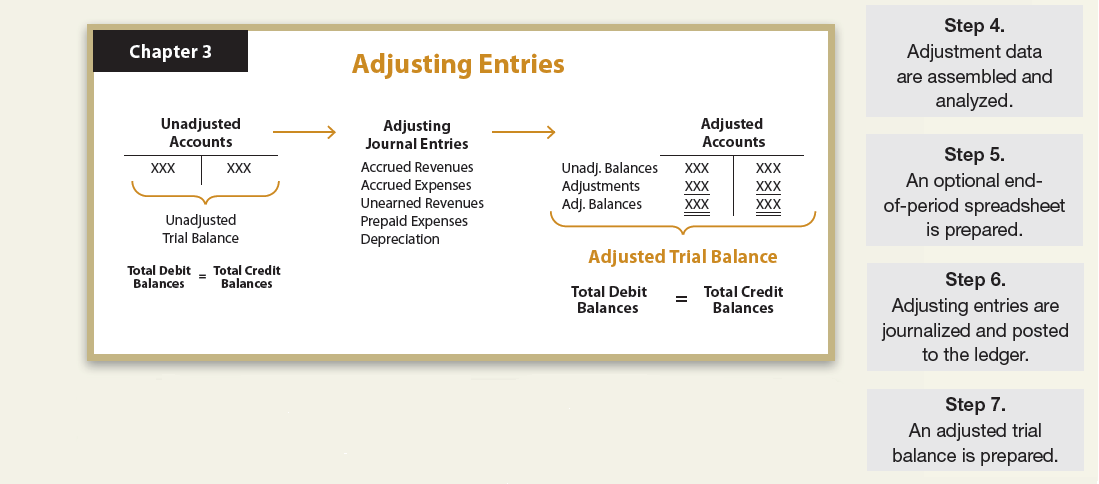 Chapter 3
Adjusting Entries
Unadjusted
Accounts
XXX XXX
Unadjusted
Trial Balance
Total Debit
Balances
=
Total Credit
Balances
Adjusting
Journal Entries
Accrued Revenues
Accrued Expenses
Unearned Revenues
Prepaid Expenses
Depreciation
Adjusted
Accounts
Unadj. Balances XXX XXX
Adjustments XXX XXX
Adj. Balances XXX XXX
Adjusted Trial Balance
Total Debit
Balances
=
Total Credit
Balances
Step 4.
Adjustment data
are assembled and
analyzed.
Step 5.
An optional end-
of-period spreadsheet
is prepared.
Step 6.
Adjusting entries are
journalized and posted
to the ledger.
Step 7.
An adjusted trial
balance is prepared.